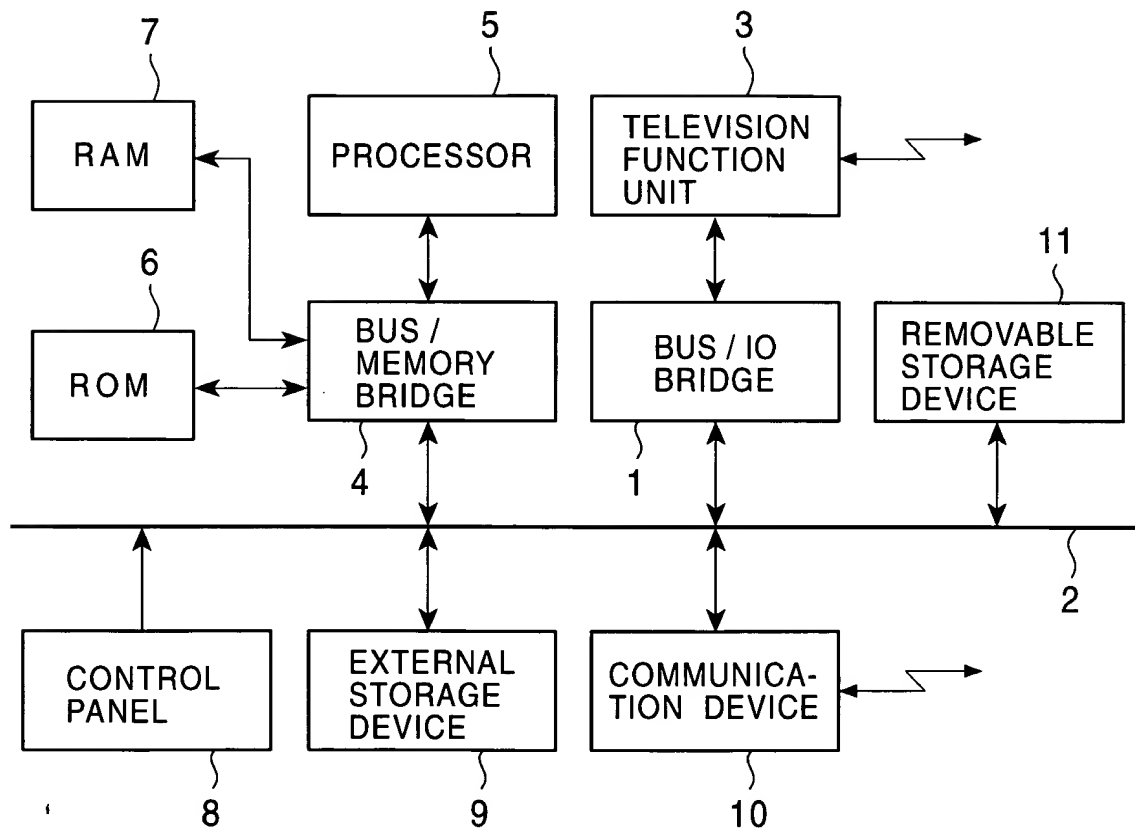 7
5
3
RAM
PROCESSOR
TELEVISION
FUNCTION
UNIT
6
11
ROM
BUS /
MEMORY
BRIDGE
BUS / IO
BRIDGE
REMOVABLE
STORAGE
DEVICE
4
1
2
CONTROL
PANEL
EXTERNAL
STORAGE
DEVICE
COMMUNICA-
TION DEVICE
8
9
10